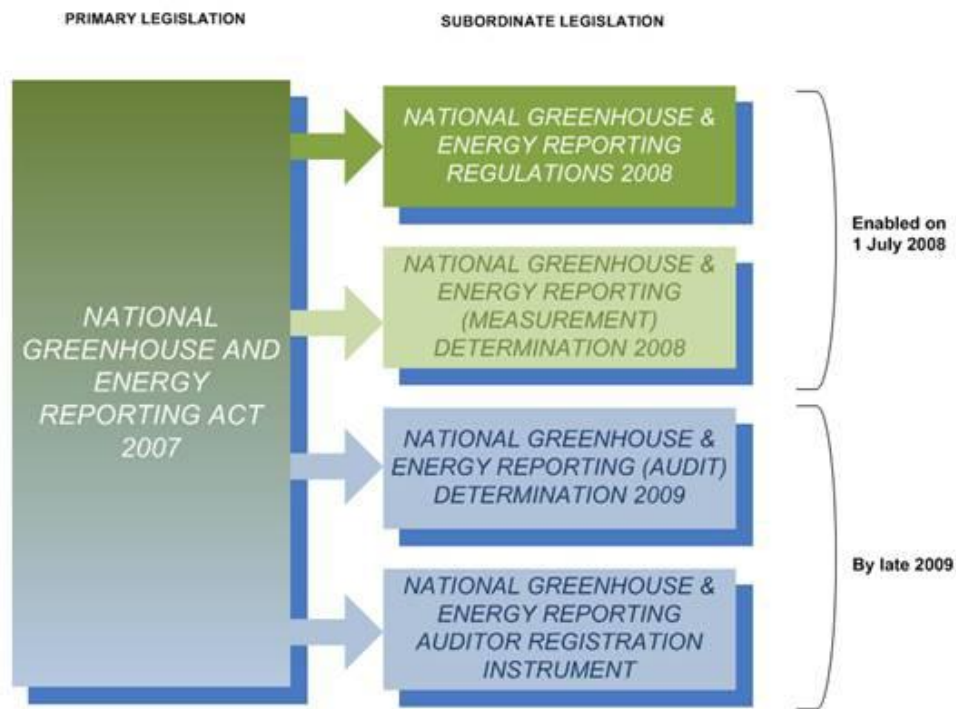 PRIMARY LEGISLATION
SUBORDINATE LEGISLATION
NATIONAL
GREENHOUSE AND
ENERGY
REPORTING ACT
2007
NATIONAL GREENHOUSE &
ENERGY REPORTING
REGULATIONS 2008
NATIONAL GREENHOUSE &
ENERGY REPORTING
(MEASUREMENT)
DETERMINATION 2008
Enabled on
1 July 2008
NATIONAL GREENHOUSE &
ENERGY REPORTING (AUDIT)
DETERMINATION 2009
NATIONAL GREENHOUSE &
ENERGY REPORTING
AUDITOR REGISTRATION
INSTRUMENT
By late 2009